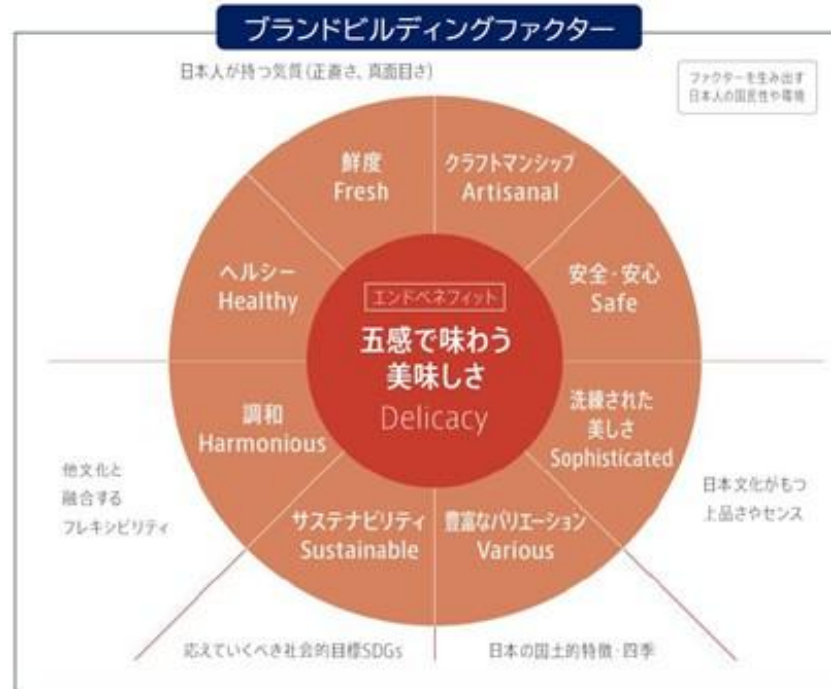 ブランドビルディングファクター
日本人が持つ気質(正直さ、真面目さ)
ファクターを生み出す
日本人の国民性や環境
鮮度
Fresh
クラフトマンシップ
Artisanal
ヘルシー
Healthy
安全・安心
Safe
エンドベネフィット
五感で味わう
美味しさ
Delicacy
調和
Harmonious
洗練された
美しさ
Sophisticated
他文化と
融合する
フレキシビリティ
日本文化がもつ
上品さやセンス
サステナビリティ
Sustainable
豊富なバリエーション
Various
応えていくべき社会的目標SDGs
日本の国土的特徴・四季